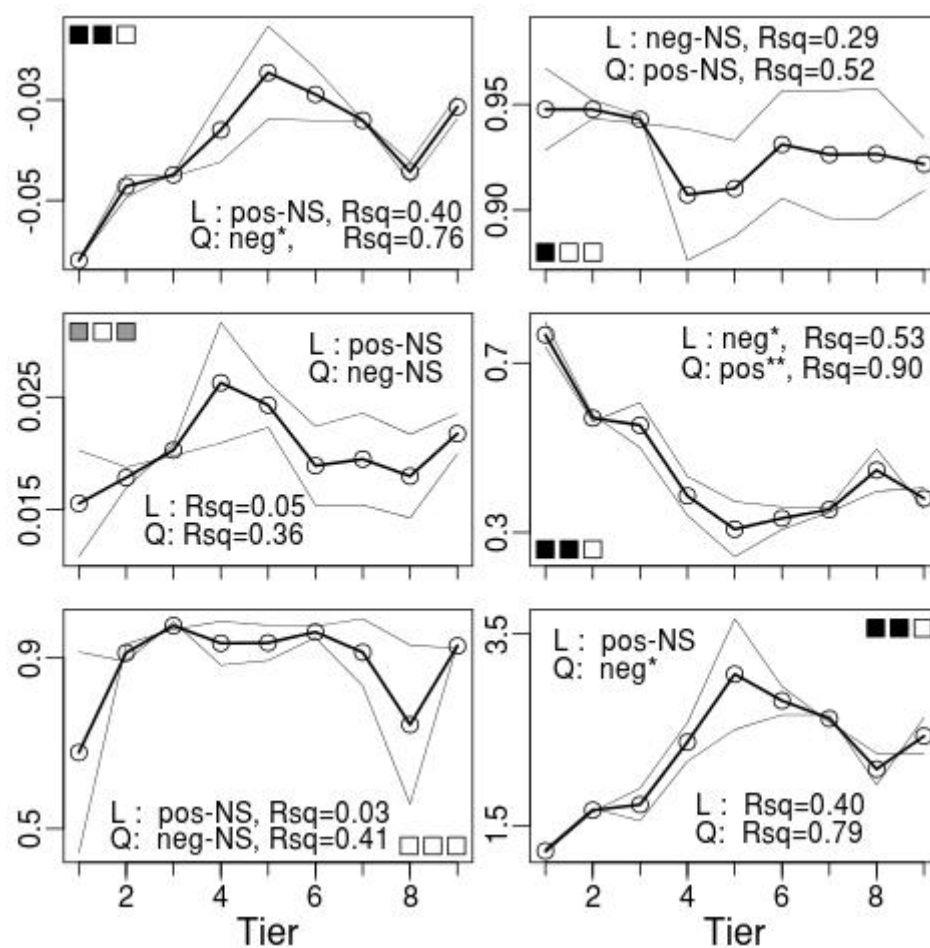 -0.03
-0.05
L : pos-NS, Rsq=0.40
Q: neg*, Rsq=0.76
0.95
0.90
L : neg-NS, Rsq=0.29
Q: pos-NS, Rsq=0.52
0.025
0.015
L : pos-NS
Q: neg-NS
L : Rsq=0.05
Q: Rsq=0.36
0.7
0.3
L : neg*, Rsq=0.53
Q: pos**, Rsq=0.90
0.9
0.5
L : pos-NS, Rsq=0.03
Q: neg-NS, Rsq=0.41
2 4 6 8
Tier
3.5
1.5
L : pos-NS
Q: neg*
L : Rsq=0.40
Q: Rsq=0.79
2 4 6 8
Tier